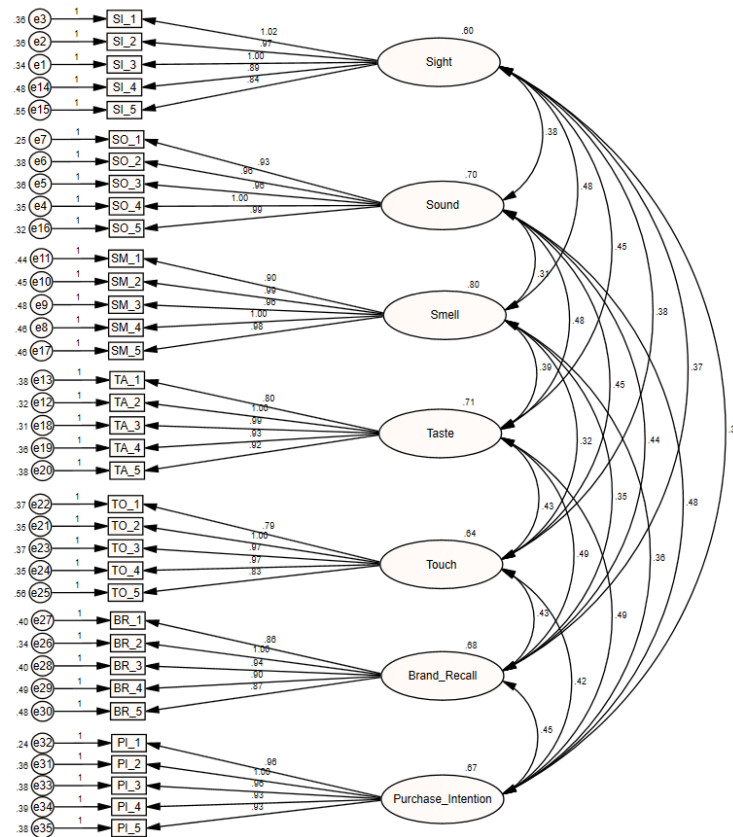 .36 e3 1 SI_1
.36 e2 1 SI_2
.34 e1 1 SI_3
.48 e14 1 SI_4
.55 e15 1 SI_5
1.02
.97
1.00
.89
.84
.60
Sight
.25 e7 1 SO_1
.38 e6 1 SO_2
.36 e5 1 SO_3
.35 e4 1 SO_4
.32 e16 1 SO_5
.93
.96
.96
1.00
.99
.70
Sound
.44 e11 1 SM_1
.45 e10 1 SM_2
.48 e9 1 SM_3
.46 e8 1 SM_4
.46 e17 1 SM_5
.90
.99
.96
1.00
.98
.80
Smell
.38 e13 1 TA_1
.32 e12 1 TA_2
.31 e18 1 TA_3
.36 e19 1 TA_4
.38 e20 1 TA_5
.80
1.00
.99
.93
.92
.71
Taste
.37 e22 1 TO_1
.35 e21 1 TO_2
.37 e23 1 TO_3
.35 e24 1 TO_4
.56 e25 1 TO_5
.79
1.00
.97
.97
.83
.64
Touch
.40 e27 1 BR_1
.34 e26 1 BR_2
.40 e28 1 BR_3
.49 e29 1 BR_4
.48 e30 1 BR_5
.86
1.00
.94
.90
.87
.68
Brand_Recall
.24 e32 1 PI_1
.36 e31 1 PI_2
.38 e33 1 PI_3
.39 e34 1 PI_4
.38 e35 1 PI_5
.96
1.00
.96
.93
.93
.67
Purchase_Intention
.38
.48
.45
.38
.37
.31
.48
.45
.44
.48
.39
.32
.35
.36
.43
.49
.49
.43
.42
.45